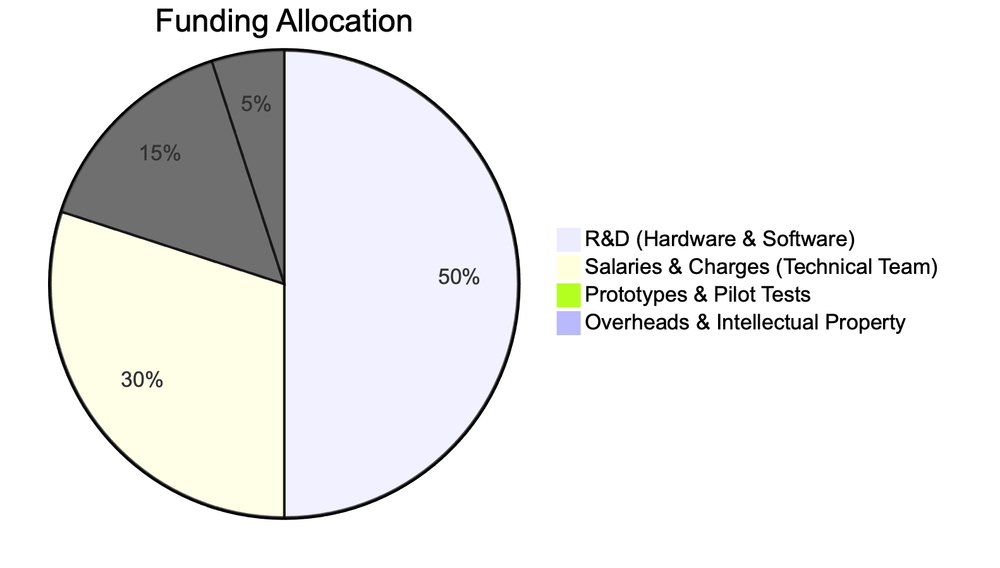 Funding Allocation
5%
15%
50%
30%
R&D (Hardware & Software)
Salaries & Charges (Technical Team)
Prototypes & Pilot Tests
Overheads & Intellectual Property